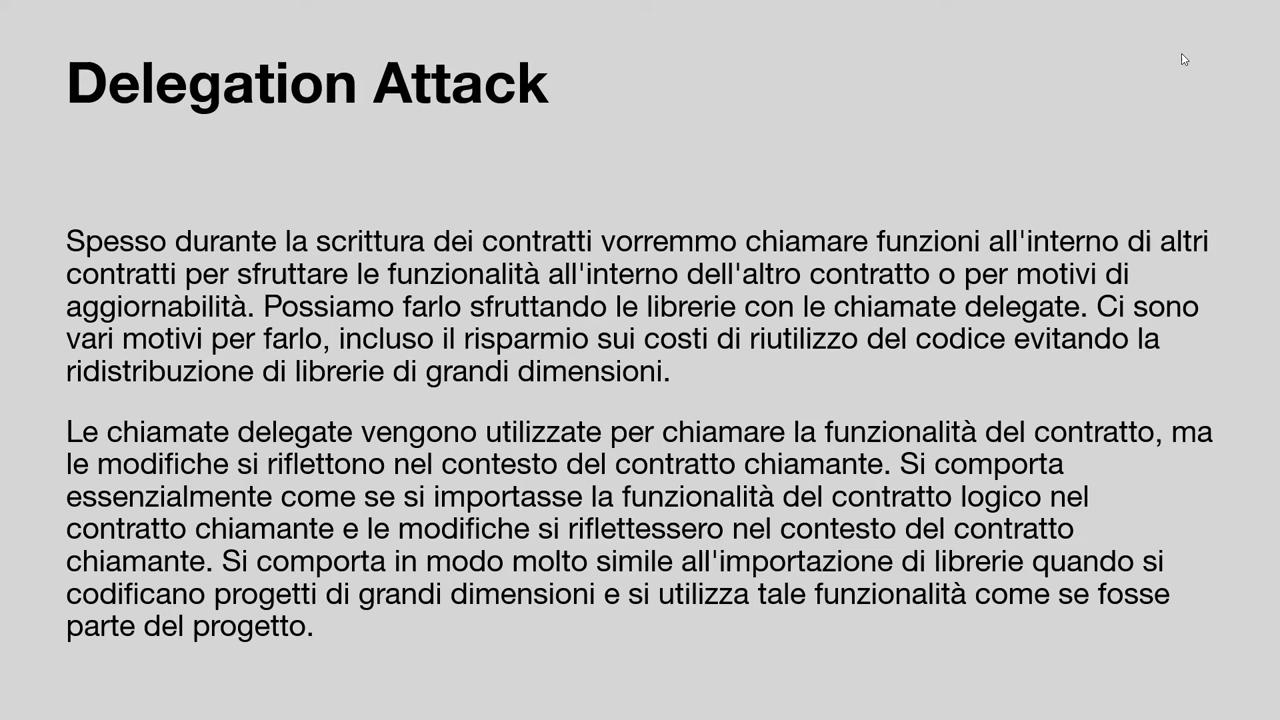 Delegation Attack
Spesso durante la scrittura dei contratti vorremmo chiamare funzioni all'interno di altri
contratti per sfruttare le funzionalità all'interno dell'altro contratto o per motivi di
aggiornabilità. Possiamo farlo sfruttando le librerie con le chiamate delegate. Ci sono
vari motivi per farlo, incluso il risparmio sui costi di riutilizzo del codice evitando la
ridistribuzione di librerie di grandi dimensioni.
Le chiamate delegate vengono utilizzate per chiamare la funzionalità del contratto, ma
le modifiche si riflettono nel contesto del contratto chiamante. Si comporta
essenzialmente come se si importasse la funzionalità del contratto logico nel
contratto chiamante e le modifiche si riflettessero nel contesto del contratto
chiamante. Si comporta in modo molto simile all'importazione di librerie quando si
codificano progetti di grandi dimensioni e si utilizza tale funzionalità come se fosse
parte del progetto.